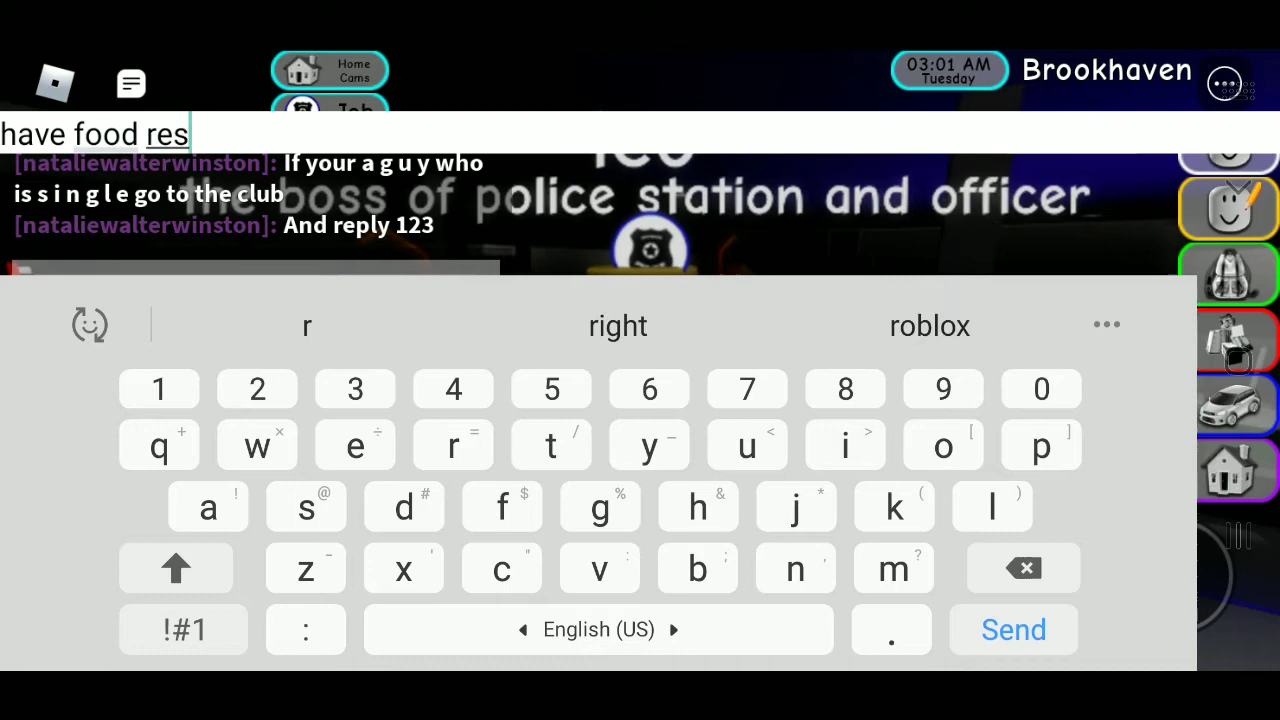 Home
Cams
03:01 AM
Tuesday
Brookhaven
Job
have food res
[nataliewalterwinston]: If your a g u y who
is s i n g l e go to the club
the boss of police station and officer
[nataliewalterwinston]: And reply 123
r right roblox
1 2 3 4 5 6 7 8 9 0
q + w × e ÷ r = t / y _ u < i > o [ p ]
a ! s @ d # f $ g % h & j * k ( l )
z - x ' c " v : b ; n , m ?
!#1 : English (US) . Send